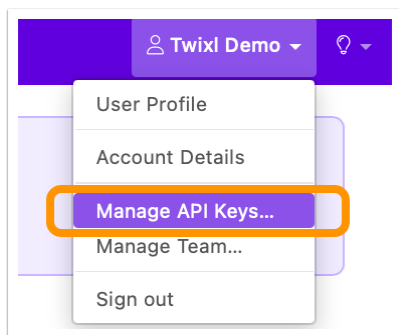 Twixl Demo
User Profile
Account Details
Manage API Keys...
Manage Team...
Sign out